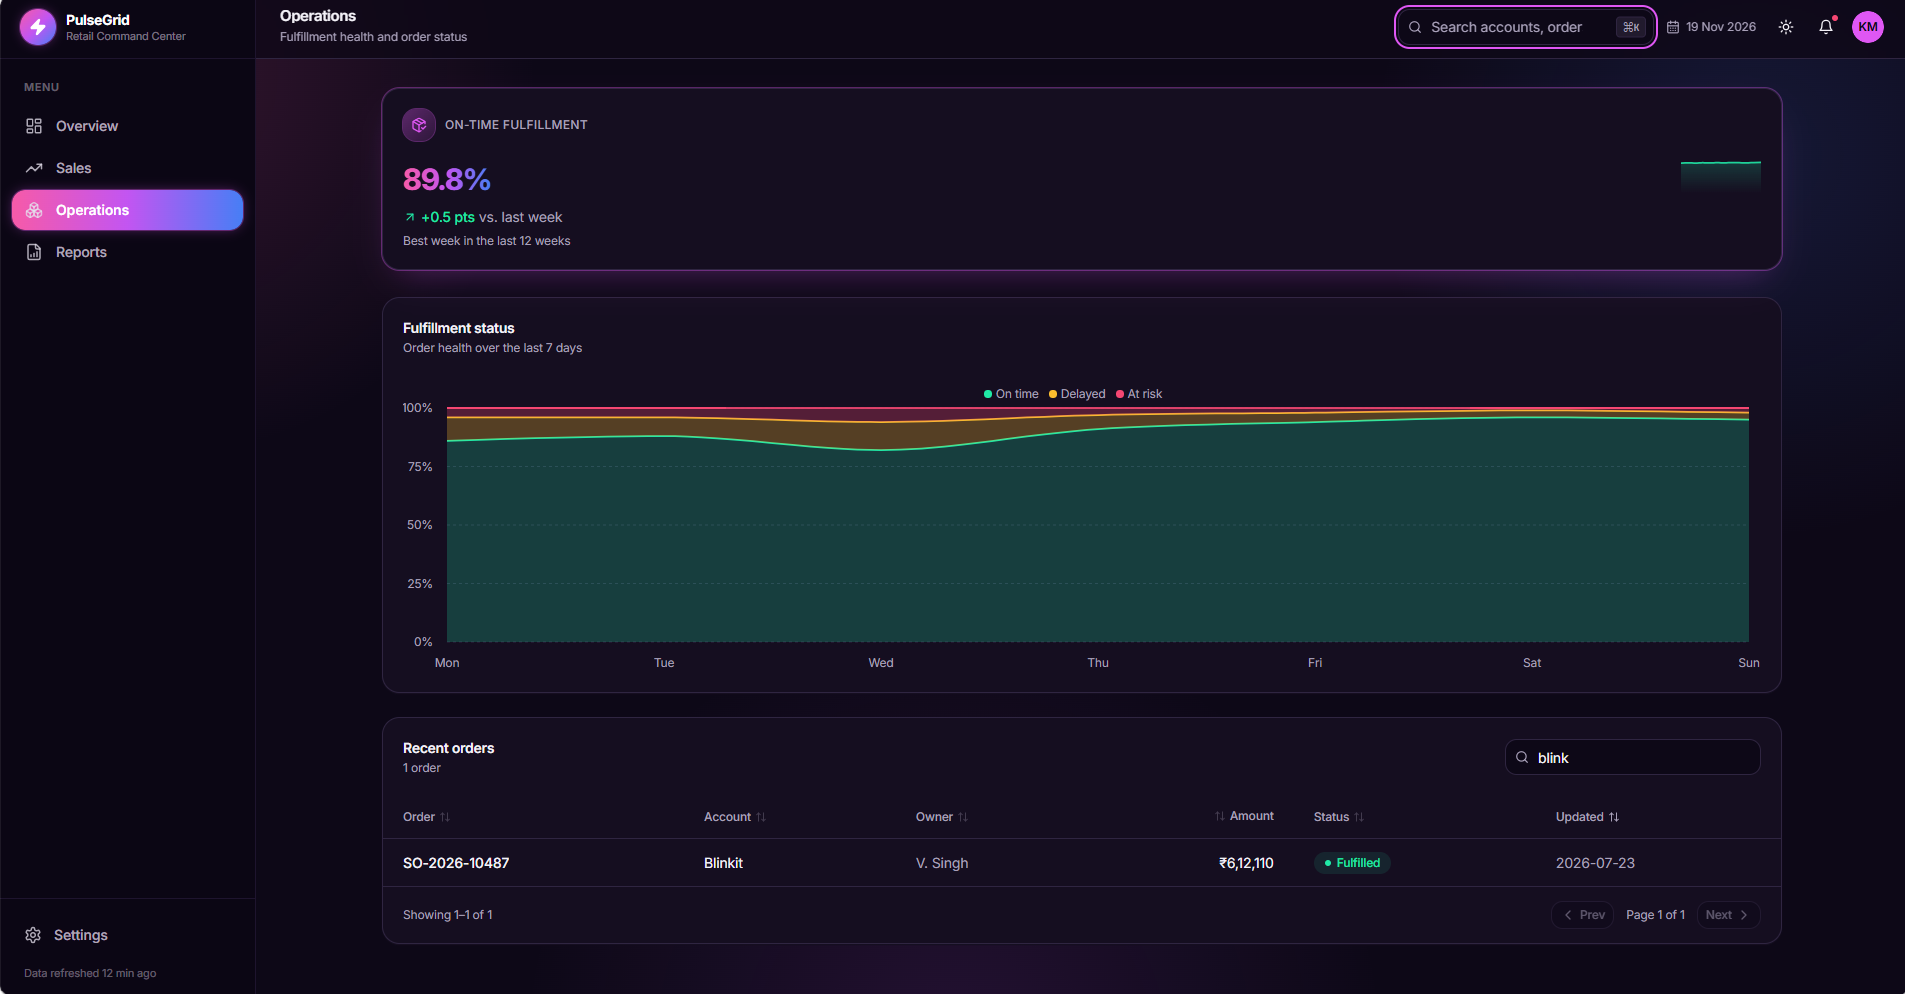 PulseGrid
Retail Command Center
MENU
Overview
Sales
Operations
Reports
Settings
Data refreshed 12 min ago
Operations
Fulfillment health and order status
Search accounts, order
⌘K
19 Nov 2026
KM
ON-TIME FULFILLMENT
89.8%
+0.5 pts vs. last week
Best week in the last 12 weeks
Fulfillment status
Order health over the last 7 days
On time Delayed At risk
100%
75%
50%
25%
0%
Mon Tue Wed Thu Fri Sat Sun
Recent orders
1 order
blink
Order Account Owner Amount Status Updated
SO-2026-10487 Blinkit V. Singh ₹6,12,110 Fulfilled 2026-07-23
Showing 1–1 of 1
Prev Page 1 of 1 Next